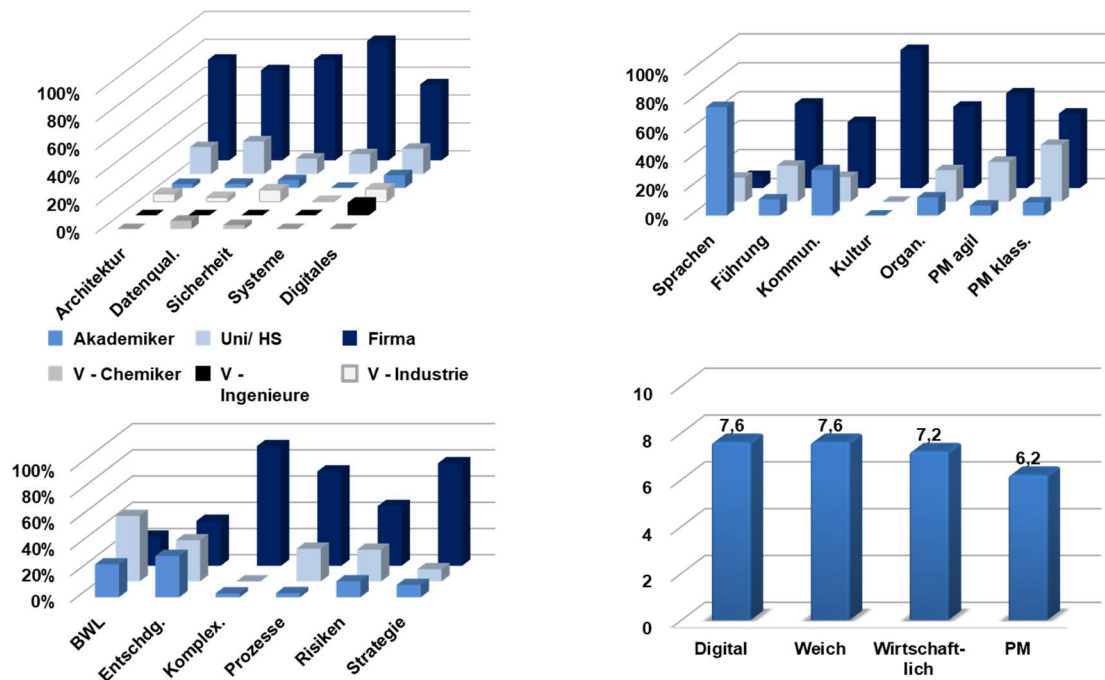 100%
80%
60%
40%
20%
0%
Architektur
Datenqual.
Sicherheit
Systeme
Digitales
100%
80%
60%
40%
20%
0%
Sprachen
Führung
Kommun.
Kultur
Organ.
PM agil
PM klass.
Akademiker
Uni/ HS
Firma
V - Chemiker
V -
Ingenieure
V - Industrie
100%
80%
60%
40%
20%
0%
BWL
Entschdg.
Komplex.
Prozesse
Risiken
Strategie
10
8
6
4
2
0
7,6
7,6
7,2
6,2
Digital
Weich
Wirtschaft-
lich
PM